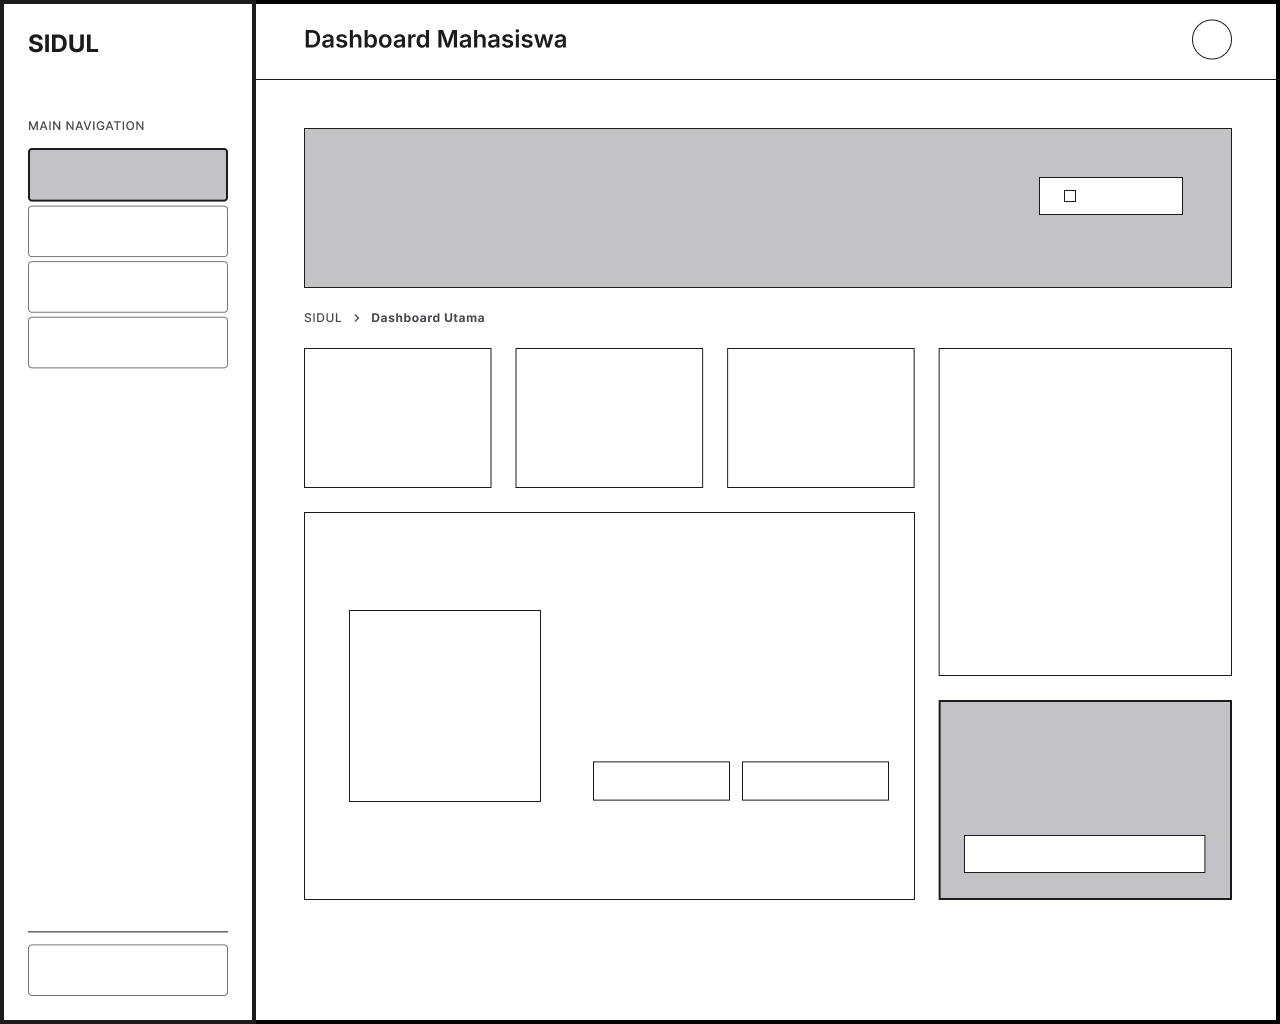 SIDUL
Dashboard Mahasiswa
MAIN NAVIGATION
SIDUL > Dashboard Utama